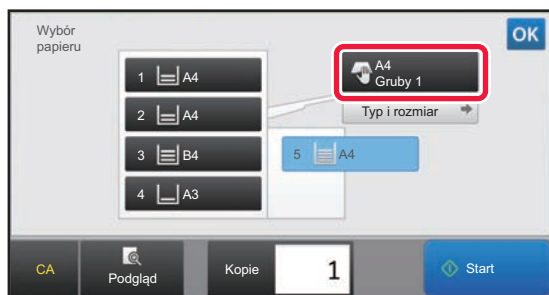 Wybór
papieru
OK
A4
Gruby 1
1 A4
2 A4
Typ i rozmiar
3 B4
5 A4
4 A3
CA
Podgląd
Kopie
1
Start